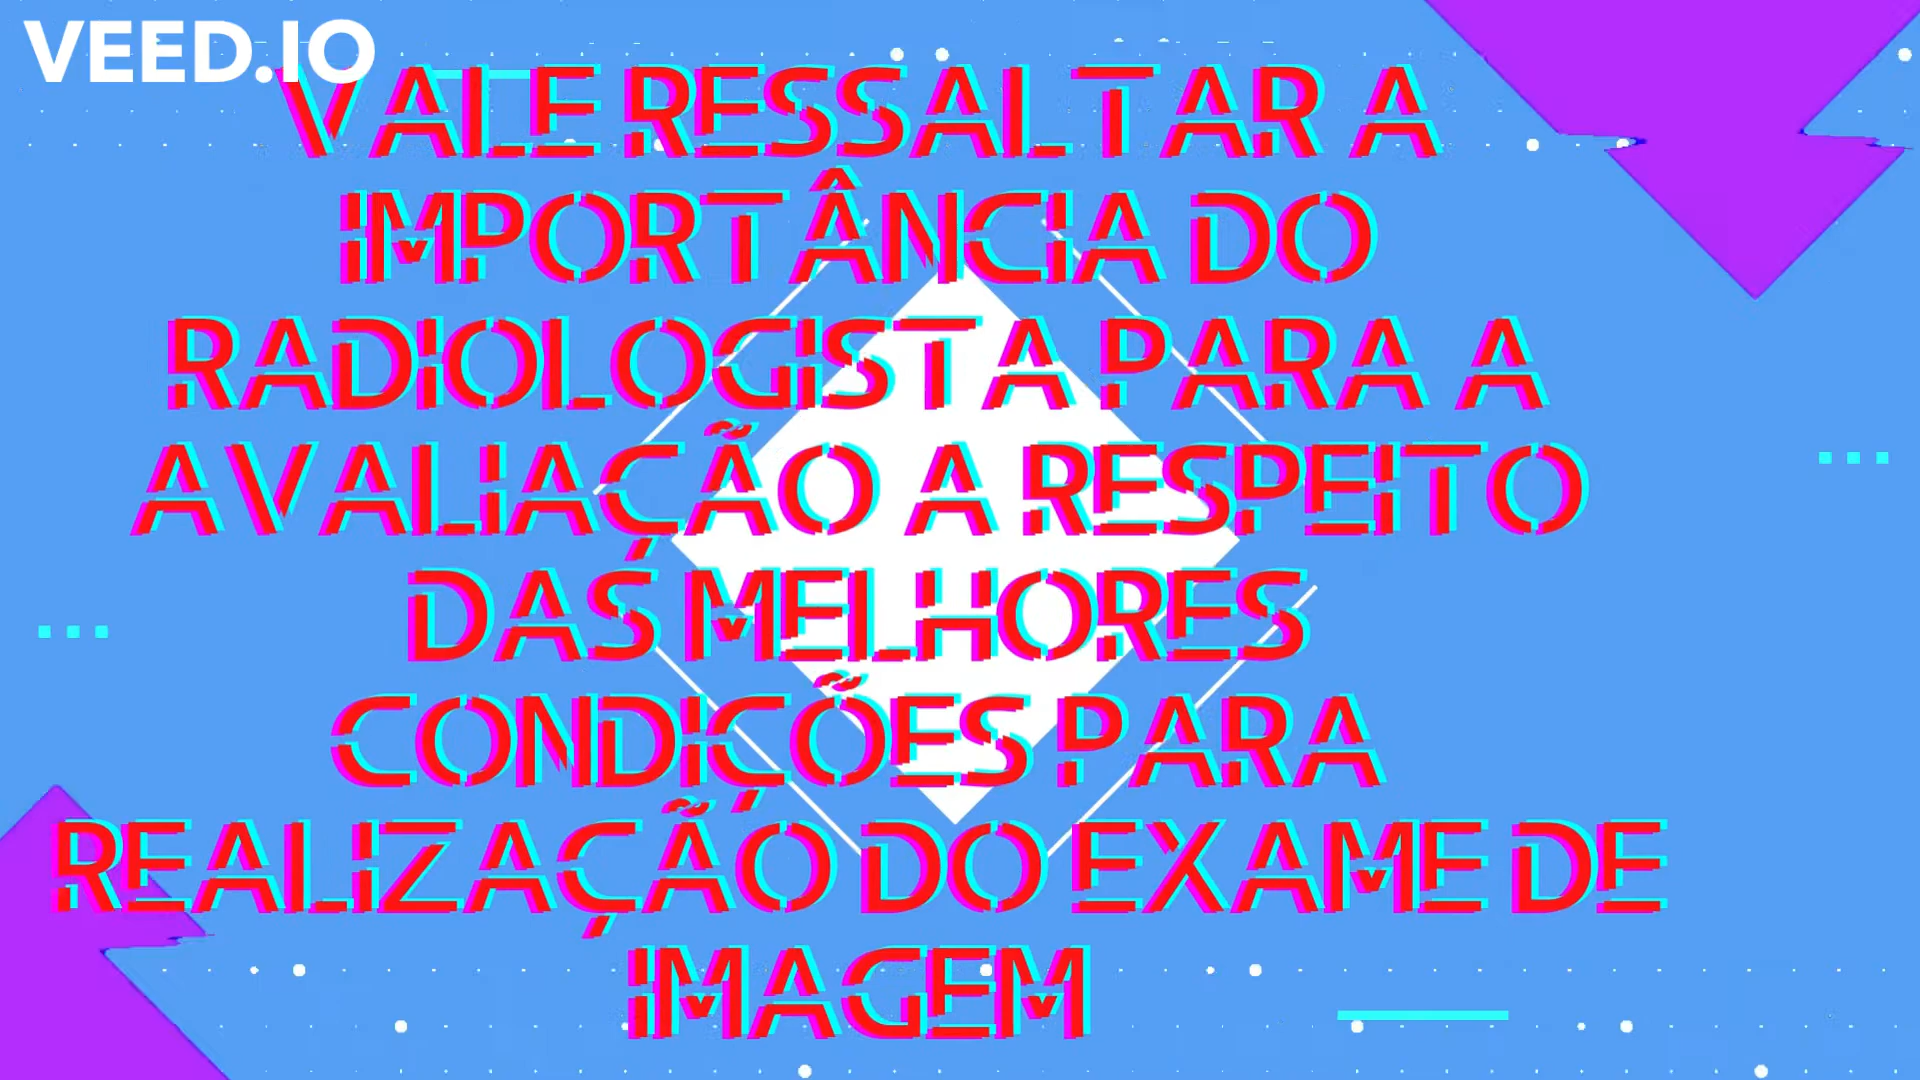 VEED.IO
VALE RESSALTAR A
IMPORTÂNCIA DO
RADIOLOGISTA PARA A
AVALIAÇÃO A RESPEITO
DAS MELHORES
CONDIÇÕES PARA
REALIZAÇÃO DO EXAME DE
IMAGEM